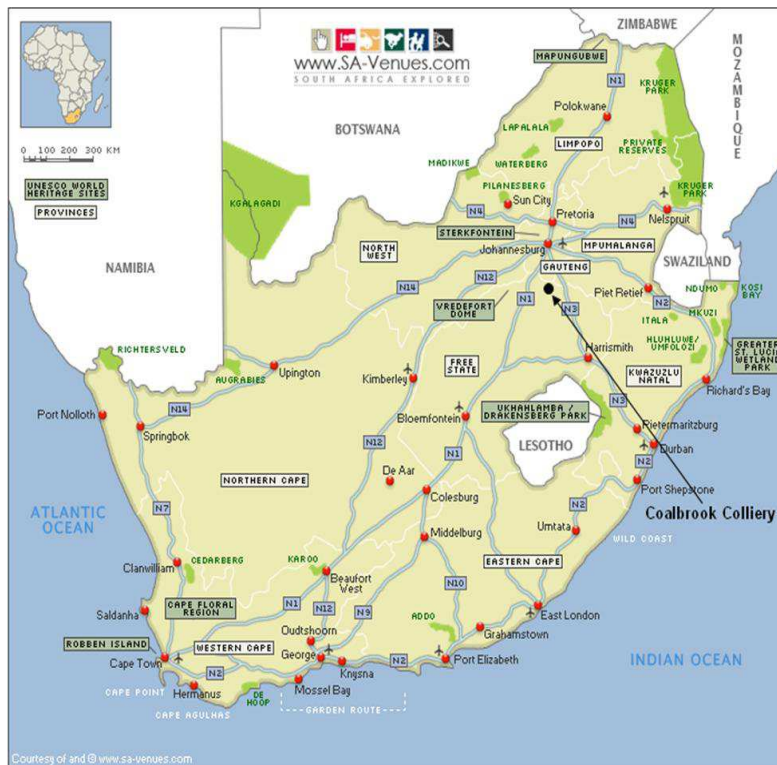 ZIMBABWE
www.SA-Venues.com
SOUTH AFRICA EXPLORED
MAPUNGUBWE
N1
KRUGER
PARK
MOZAMBIQUE
Polokwane
0 100 200 300 KM
BOTSWANA
LAPALALA
LIMPOPO
PRIVATE
RESERVES
MADIKWE
WATERBERG
UNESCO WORLD
HERITAGE SITES
PILANESBERG
KRUGER
PARK
KGALAGADI
Sun City
PROVINCES
N4
Pretoria
N4
Nelspruit
STERKFONTEIN
NORTH
WEST
Johannesburg
MPUMALANGA
NAMIBIA
N12
GAUTENG
SWAZILAND
N14
N1
Piet Retief
NDUMO
KOSI
BAY
VREDEFORT
DOME
N3
N2
MKUZI
ITALA
RICHTERSVELD
Harrismith
HLUHLUWE/
UMFOLOZI
GREATER
ST. LUCIA
WETLAND
PARK
Upington
FREE
STATE
AUGRABIES
Kimberley
KWAZUZLU
NATAL
Richard's Bay
Port Nolloth
N14
Bloemfontein
UKHAHLAMBA /
DRAKENSBERG PARK
N3
Springbok
Pietermaritzburg
N12
LESOTHO
Durban
N1
N2
NORTHERN CAPE
De Aar
Colesburg
Port Shepstone
ATLANTIC
OCEAN
N7
N2
Coalbrook Colliery
Umtata
Middelburg
WILD COAST
Clanwilliam
CEDARBERG
KAROO
EASTERN CAPE
Beaufort
West
N10
CAPE FLORAL
REGION
N1
N12
N9
Saldanha
East London
Oudtshoorn
ADDO
Grahamstown
ROBBEN ISLAND
WESTERN CAPE
George
Cape Town
N2
Knysna
N2
Port Elizabeth
INDIAN OCEAN
CAPE POINT
Hermanus
DE
HOOP
Mossel Bay
CAPE AGULHAS
GARDEN ROUTE
Courtesy of and © www.sa-venues.com